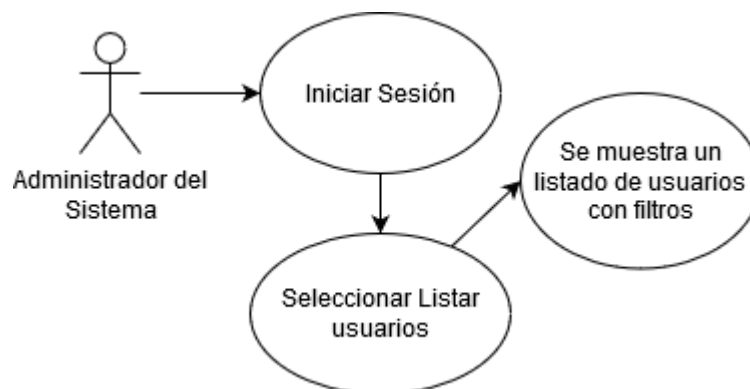 Iniciar Sesión
Administrador del
Sistema
Se muestra un
listado de usuarios
con filtros
Seleccionar Listar
usuarios